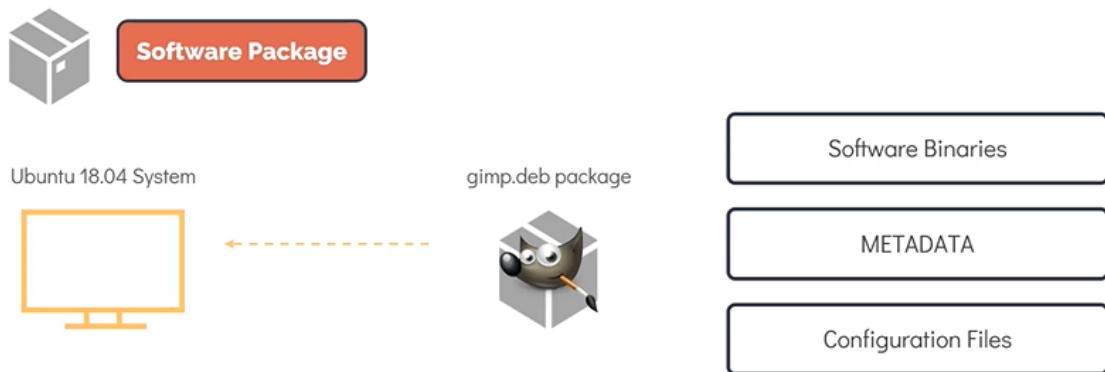 Software Package
Ubuntu 18.04 System
gimp.deb package
Software Binaries
METADATA
Configuration Files